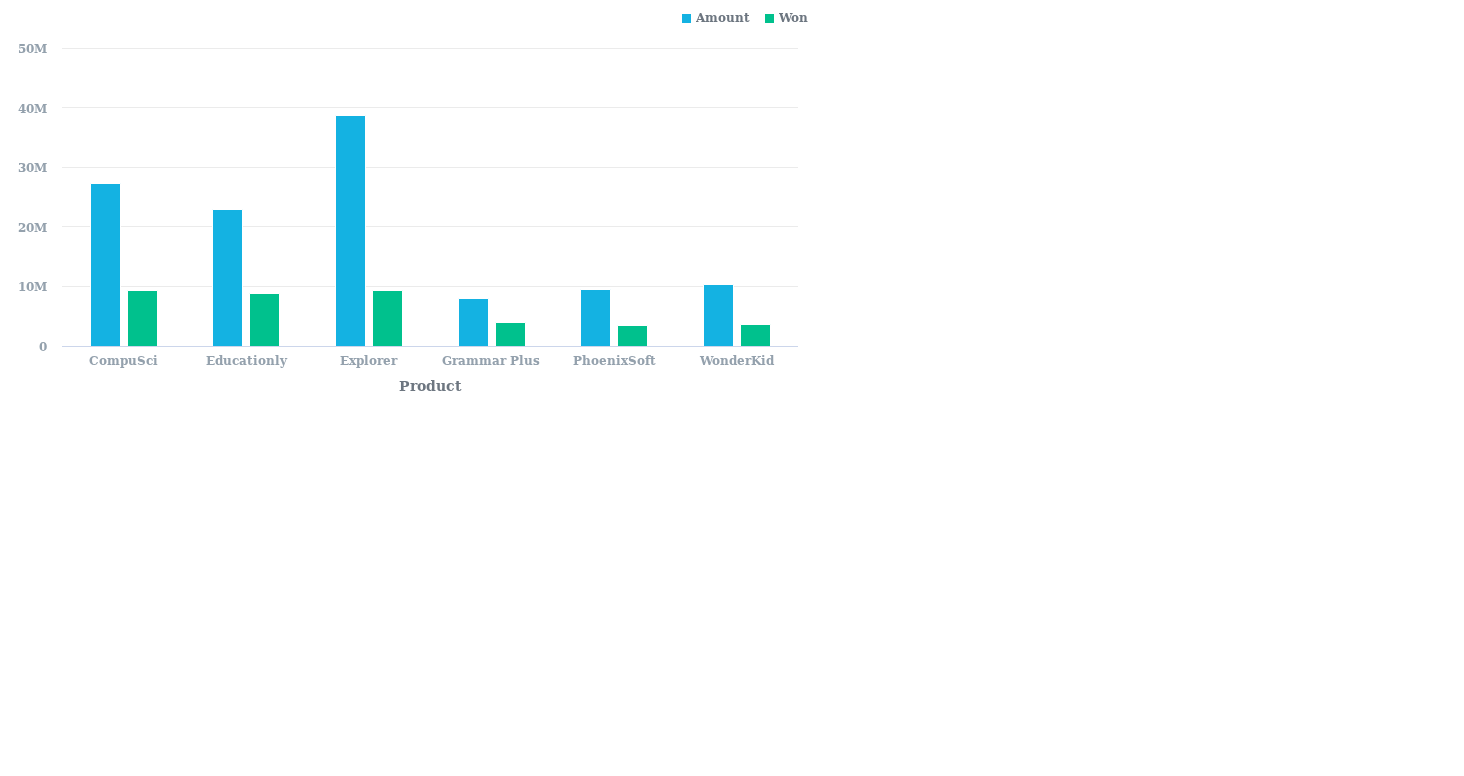 Amount Won
50M
40M
30M
20M
10M
0
CompuSci Educationly Explorer Grammar Plus PhoenixSoft WonderKid
Product